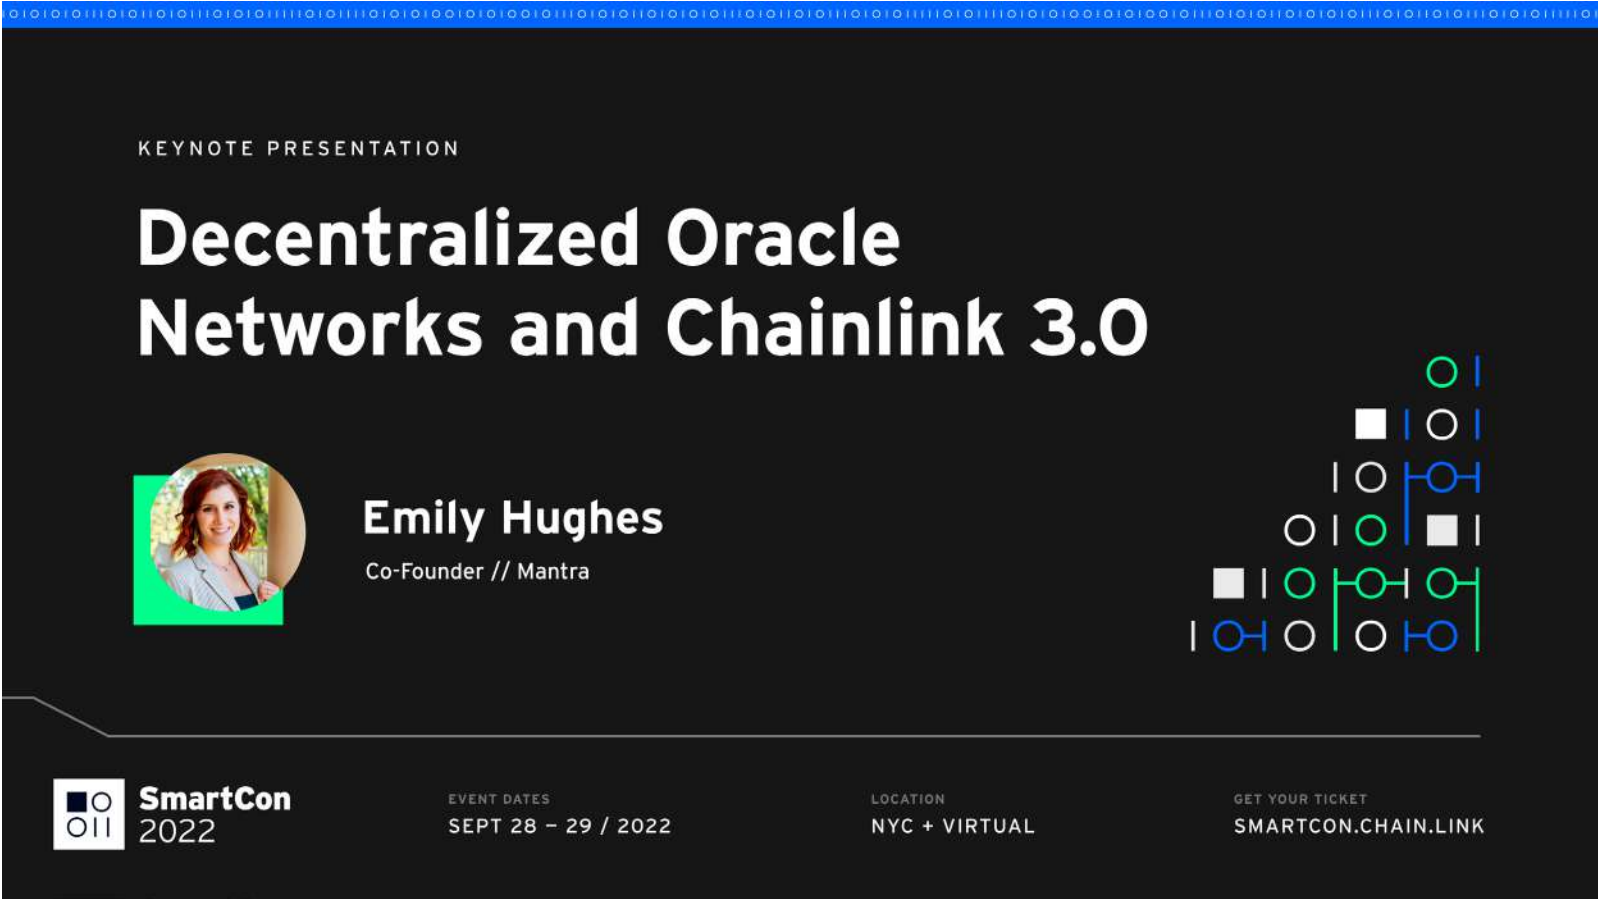 KEYNOTE PRESENTATION
Decentralized Oracle
Networks and Chainlink 3.0
Emily Hughes
Co-Founder // Mantra
SmartCon
2022
EVENT DATES
SEPT 28 – 29 / 2022
LOCATION
NYC + VIRTUAL
GET YOUR TICKET
SMARTCON.CHAIN.LINK